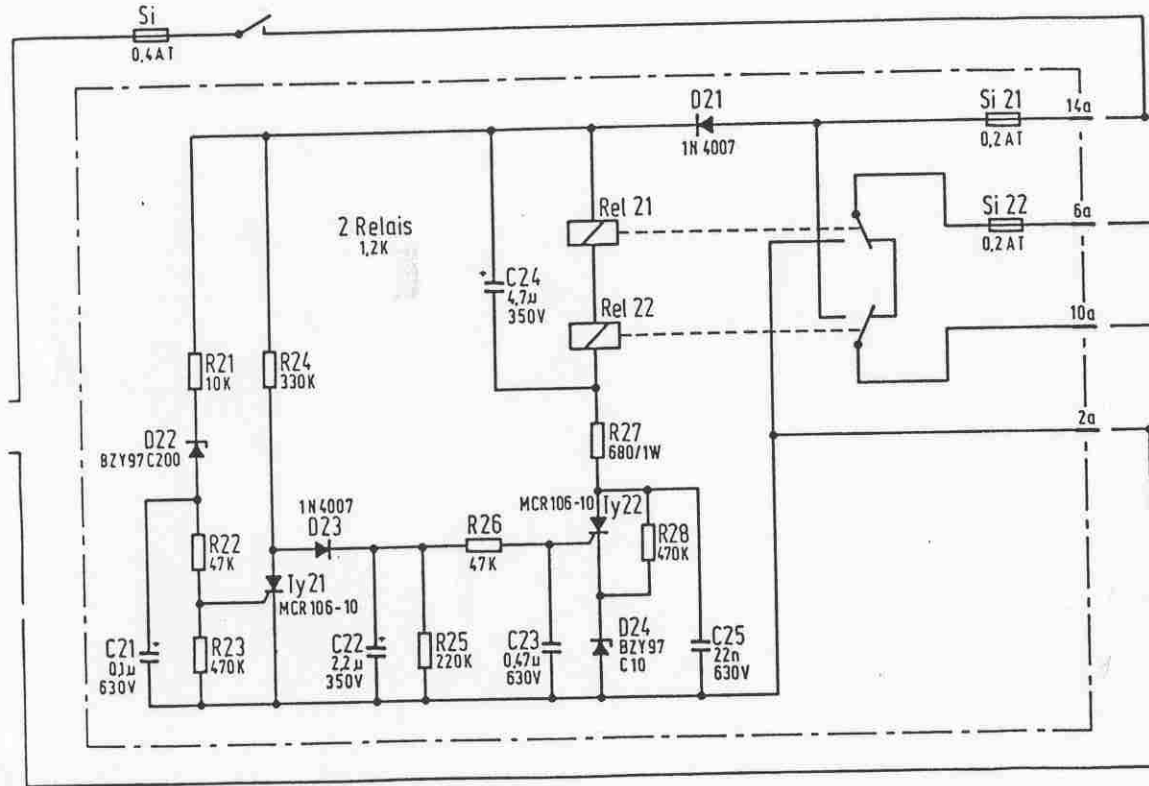 Si
0,4AT
D21
1N 4007
Si 21
0,2AT
14a
2 Relais
1,2K
Rel 21
Si 22
0,2AT
6a
C24
4,7µ
350V
Rel 22
10a
R21
10K
R24
330K
R27
680/1W
2a
D22
BZY97C200
1N4007
D23
R26
47K
MCR106-10
Ty22
R28
470K
R22
47K
Ty21
MCR106-10
C21
0,1µ
630V
R23
470K
C22
2,2µ
350V
R25
220K
C23
0,47µ
630V
D24
BZY97
C10
C25
22n
630V